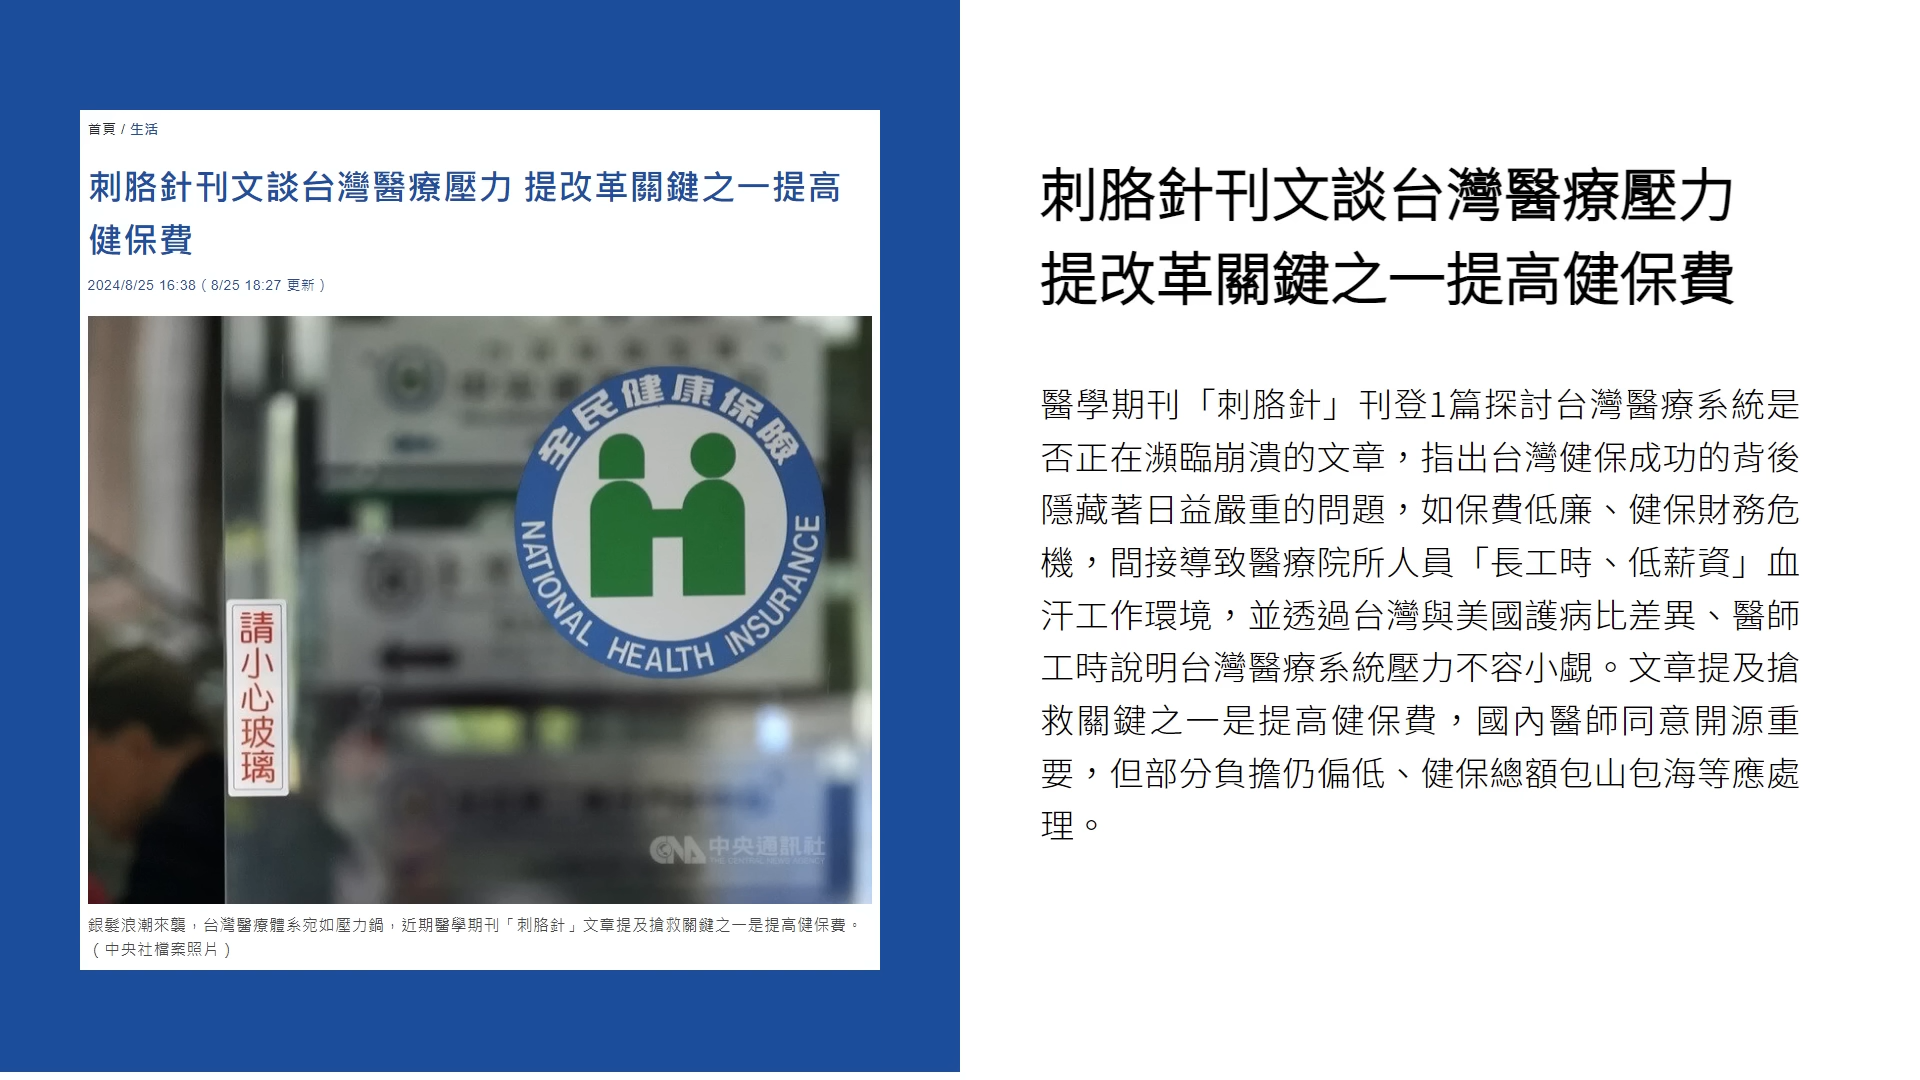 首頁 / 生活
刺胳針刊文談台灣醫療壓力 提改革關鍵之一提高
健保費
2024/8/25 16:38（8/25 18:27 更新）
全民健康保險
NATIONAL HEALTH INSURANCE
請小心玻璃
CNA 中央通訊社
THE CENTRAL NEWS AGENCY
銀髮浪潮來襲，台灣醫療體系宛如壓力鍋，近期醫學期刊「刺胳針」文章提及搶救關鍵之一是提高健保費。
（中央社檔案照片）
刺胳針刊文談台灣醫療壓力
提改革關鍵之一提高健保費
醫學期刊「刺胳針」刊登1篇探討台灣醫療系統是
否正在瀕臨崩潰的文章，指出台灣健保成功的背後
隱藏著日益嚴重的問題，如保費低廉、健保財務危
機，間接導致醫療院所人員「長工時、低薪資」血
汗工作環境，並透過台灣與美國護病比差異、醫師
工時說明台灣醫療系統壓力不容小覷。文章提及搶
救關鍵之一是提高健保費，國內醫師同意開源重
要，但部分負擔仍偏低、健保總額包山包海等應處
理。